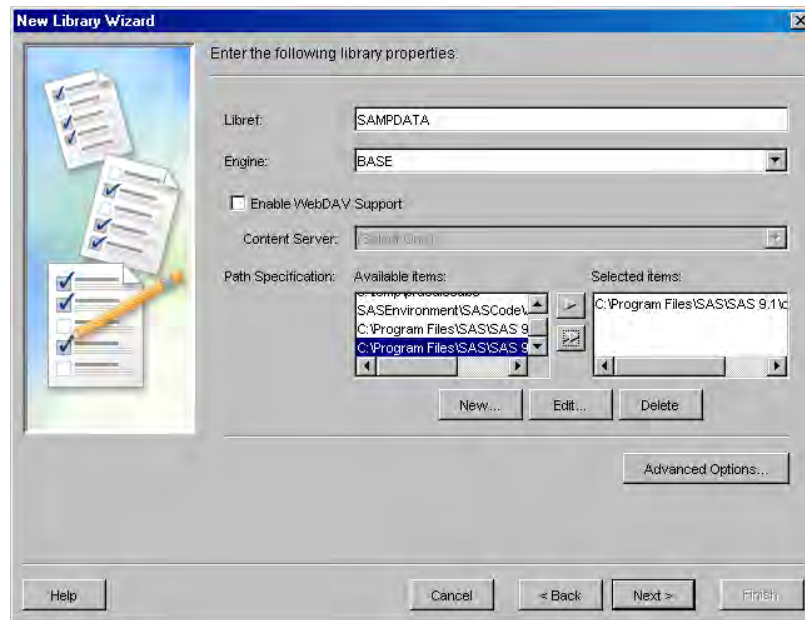 New Library Wizard
Enter the following library properties.
Libref: SAMPDATA
Engine: BASE
Enable WebDAV Support
Content Server: (Select One)
Path Specification: Available items: Selected items:
SASEnvironment\SASCode\
C:\Program Files\SAS\SAS 9 C:\Program Files\SAS\SAS 9.1\c
C:\Program Files\SAS\SAS 9
New... Edit... Delete
Advanced Options...
Help Cancel < Back Next > Finish